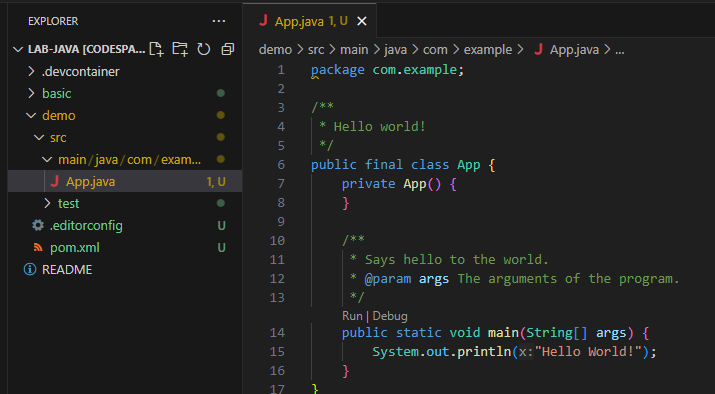 EXPLORER
LAB-JAVA [CODESPA...
.devcontainer
basic
demo
src
main/java/com/exam...
App.java 1, U
test
.editorconfig U
pom.xml U
README
App.java 1, U
demo > src > main > java > com > example > App.java > ...
1 package com.example;
2
3 /**
4  * Hello world!
5  */
6 public final class App {
7     private App() {
8     }
9
10     /**
11      * Says hello to the world.
12      * @param args The arguments of the program.
13      */
Run | Debug
14     public static void main(String[] args) {
15         System.out.println(x:"Hello World!");
16     }
17 }